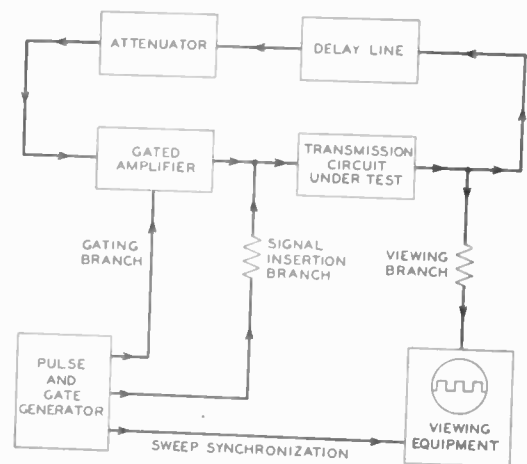 ATTENUATOR
DELAY LINE
GATED
AMPLIFIER
TRANSMISSION
CIRCUIT
UNDER TEST
GATING
BRANCH
SIGNAL
INSERTION
BRANCH
VIEWING
BRANCH
PULSE
AND
GATE
GENERATOR
VIEWING
EQUIPMENT
SWEEP SYNCHRONIZATION